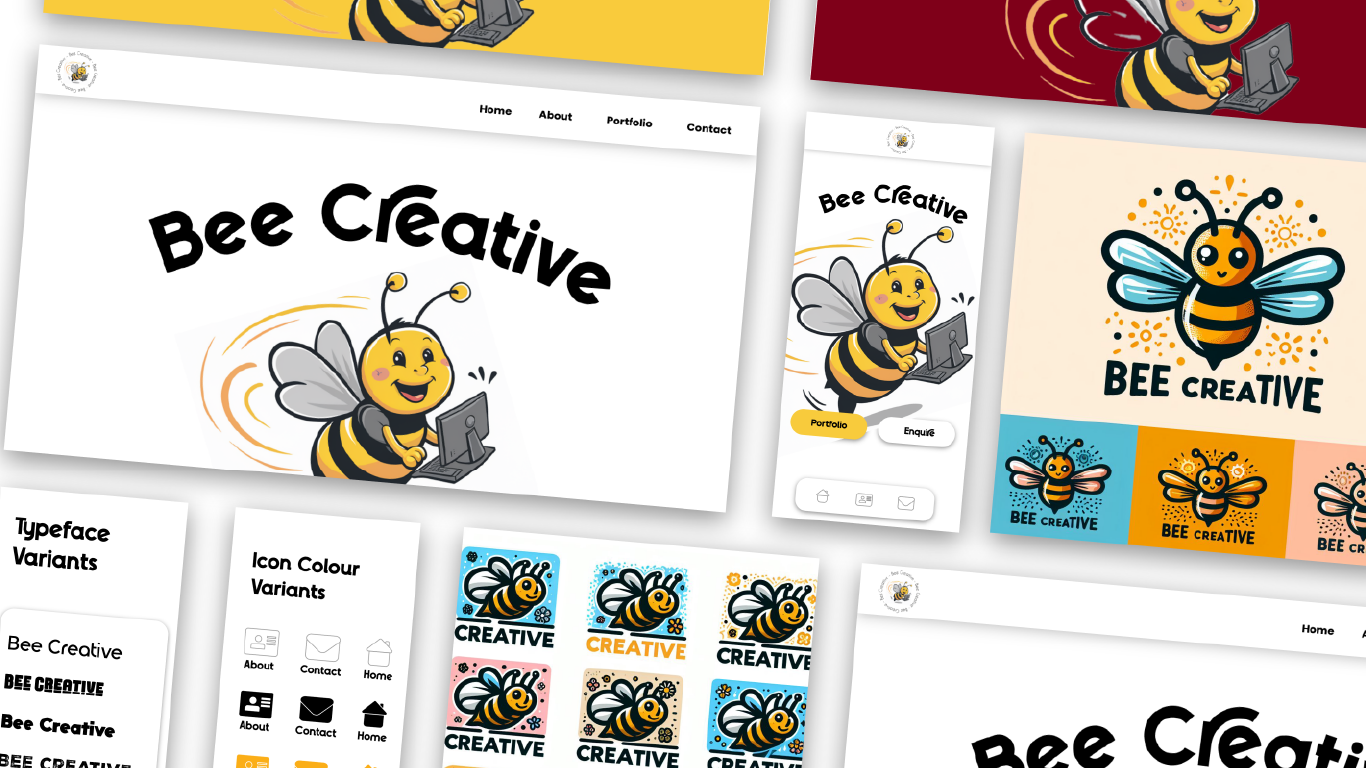 Home About Portfolio Contact
Bee Creative
Bee Creative
Portfolio Enquire
BEE CREATIVE
BEE CREATIVE
BEE CREATIVE
BEE CRE
Typeface
Variants
Bee Creative
BEE CREATIVE
Bee Creative
BEE CREATIVE
Icon Colour
Variants
About Contact Home
About Contact Home
CREATIVE
CREATIVE
CREATIVE
CREATIVE
CREATIVE
CREATIVE
Home
Bee Creati